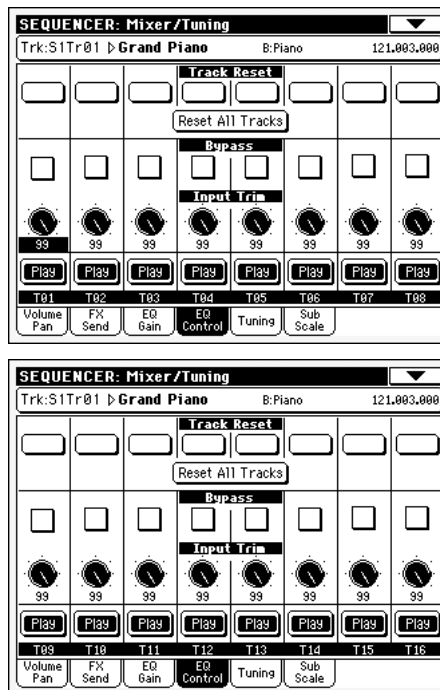 SEQUENCER: Mixer/Tuning
Trk:S1Tr01 ▷Grand Piano B:Piano 121.003.000
Track Reset
Reset All Tracks
Bypass
Input Trim
99 99 99 99 99 99 99 99
Play Play Play Play Play Play Play Play
T01 T02 T03 T04 T05 T06 T07 T08
Volume Pan FX Send EQ Gain EQ Control Tuning Sub Scale
SEQUENCER: Mixer/Tuning
Trk:S1Tr01 ▷Grand Piano B:Piano 121.003.000
Track Reset
Reset All Tracks
Bypass
Input Trim
99 99 99 99 99 99 99 99
Play Play Play Play Play Play Play Play
T09 T10 T11 T12 T13 T14 T15 T16
Volume Pan FX Send EQ Gain EQ Control Tuning Sub Scale